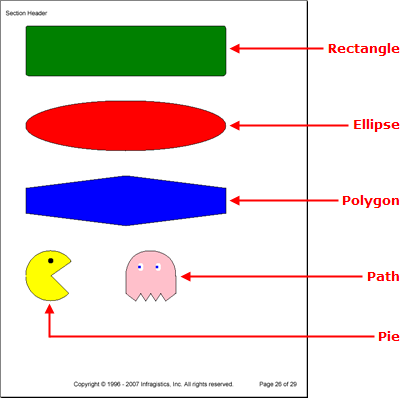 Section Header
Rectangle
Ellipse
Polygon
Path
Pie
Copyright © 1996 - 2007 Infragistics, Inc. All rights reserved. Page 26 of 29